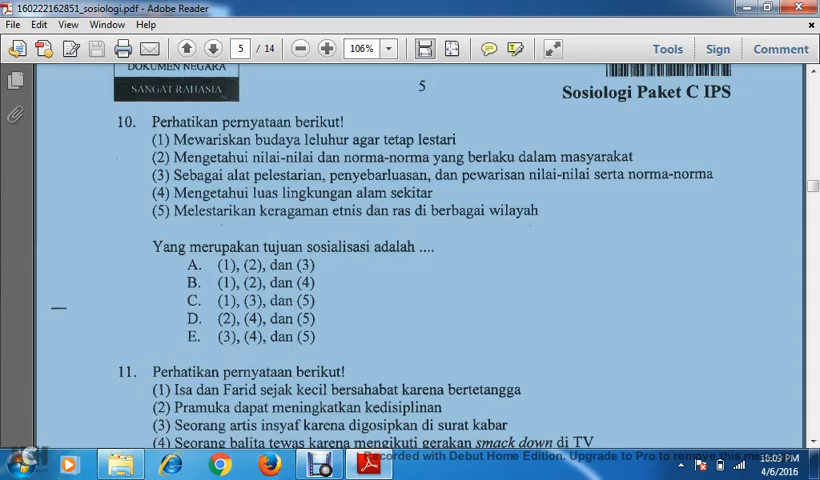 160222162851_sosiologi.pdf - Adobe Reader
File Edit View Window Help
5 / 14 106% Tools Sign Comment
DOKUMEN NEGARA
SANGAT RAHASIA
5
Sosiologi Paket C IPS
10. Perhatikan pernyataan berikut!
(1) Mewariskan budaya leluhur agar tetap lestari
(2) Mengetahui nilai-nilai dan norma-norma yang berlaku dalam masyarakat
(3) Sebagai alat pelestarian, penyebarluasan, dan pewarisan nilai-nilai serta norma-norma
(4) Mengetahui luas lingkungan alam sekitar
(5) Melestarikan keragaman etnis dan ras di berbagai wilayah
Yang merupakan tujuan sosialisasi adalah ....
A. (1), (2), dan (3)
B. (1), (2), dan (4)
C. (1), (3), dan (5)
D. (2), (4), dan (5)
E. (3), (4), dan (5)
11. Perhatikan pernyataan berikut!
(1) Isa dan Farid sejak kecil bersahabat karena bertetangga
(2) Pramuka dapat meningkatkan kedisiplinan
(3) Seorang artis insyaf karena digosipkan di surat kabar
(4) Seorang balita tewas karena mengikuti gerakan smack down di TV
Recorded with Debut Home Edition. Upgrade to Pro to remove this
10:09 PM
4/6/2016